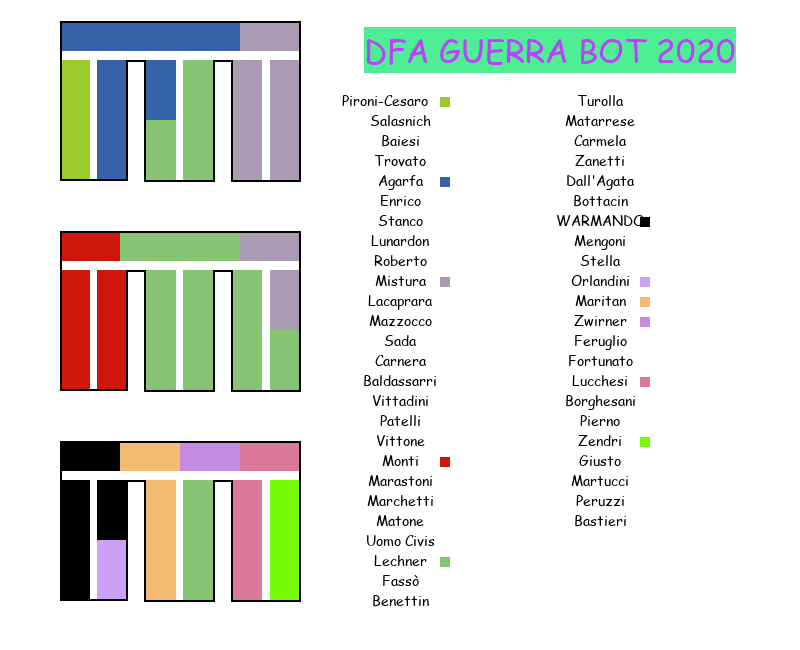 DFA GUERRA BOT 2020
Pironi-Cesaro
Salasnich
Baiesi
Trovato
Agarfa
Enrico
Stanco
Lunardon
Roberto
Mistura
Lacaprara
Mazzocco
Sada
Carnera
Baldassarri
Vittadini
Patelli
Vittone
Monti
Marastoni
Marchetti
Matone
Uomo Civis
Lechner
Fassò
Benettin
Turolla
Matarrese
Carmela
Zanetti
Dall'Agata
Bottacin
WARMANDO
Mengoni
Stella
Orlandini
Maritan
Zwirner
Feruglio
Fortunato
Lucchesi
Borghesani
Pierno
Zendri
Giusto
Martucci
Peruzzi
Bastieri